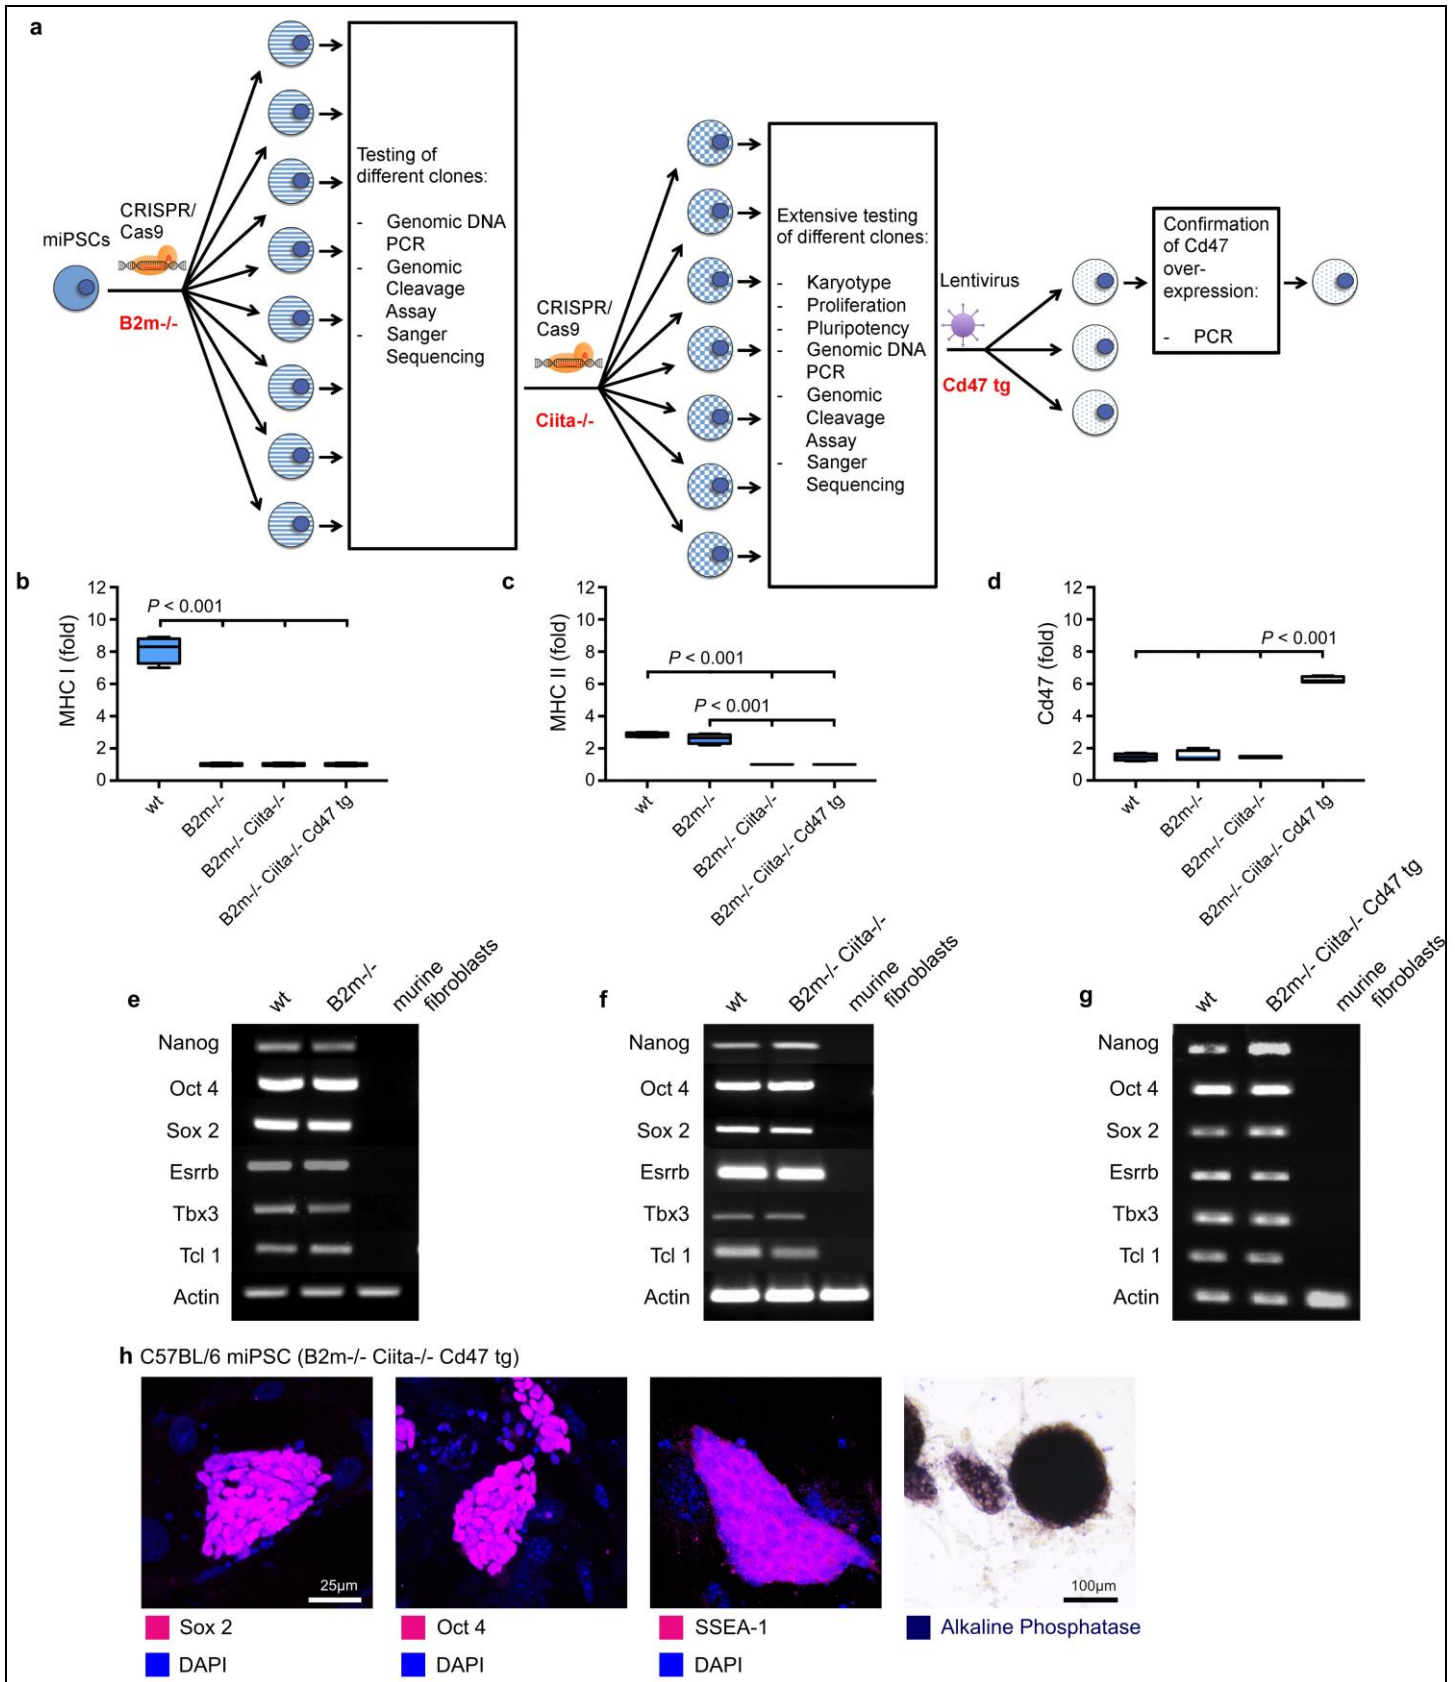 a
miPSCs
CRISPR/
Cas9
B2m-/-
Testing of
different clones:
- Genomic DNA
PCR
- Genomic
Cleavage
Assay
- Sanger
Sequencing
CRISPR/
Cas9
Ciita-/-
Extensive testing
of different clones:
- Karyotype
- Proliferation
- Pluripotency
- Genomic DNA
PCR
- Genomic
Cleavage
Assay
- Sanger
Sequencing
Lentivirus
Cd47 tg
Confirmation
of Cd47
over-
expression:
- PCR
b
MHC I (fold)
12
10
8
6
4
2
0
P < 0.001
wt
B2m-/-
B2m-/- Ciita-/-
B2m-/- Ciita-/- Cd47 tg
c
MHC II (fold)
12
10
8
6
4
2
0
P < 0.001
P < 0.001
wt
B2m-/-
B2m-/- Ciita-/-
B2m-/- Ciita-/- Cd47 tg
d
Cd47 (fold)
12
10
8
6
4
2
0
P < 0.001
wt
B2m-/-
B2m-/- Ciita-/-
B2m-/- Ciita-/- Cd47 tg
e
wt
B2m-/-
murine
fibroblasts
Nanog
Oct 4
Sox 2
Esrrb
Tbx3
Tcl 1
Actin
f
wt
B2m-/- Ciita-/-
murine
fibroblasts
Nanog
Oct 4
Sox 2
Esrrb
Tbx3
Tcl 1
Actin
g
wt
B2m-/- Ciita-/- Cd47 tg
murine
fibroblasts
Nanog
Oct 4
Sox 2
Esrrb
Tbx3
Tcl 1
Actin
h C57BL/6 miPSC (B2m-/- Ciita-/- Cd47 tg)
25µm
100µm
Sox 2
DAPI
Oct 4
DAPI
SSEA-1
DAPI
Alkaline Phosphatase